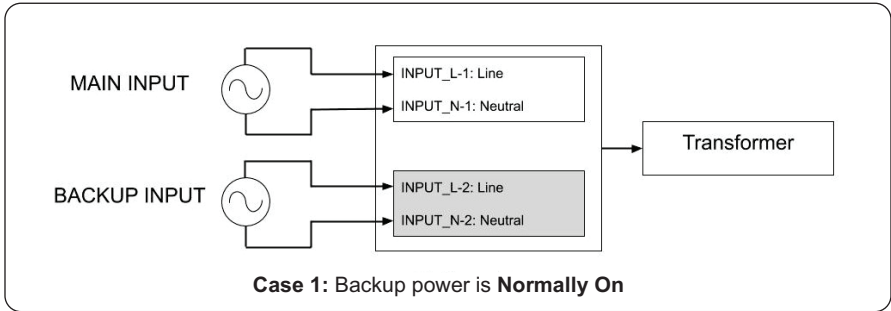 MAIN INPUT
INPUT_L-1: Line
INPUT_N-1: Neutral
Transformer
BACKUP INPUT
INPUT_L-2: Line
INPUT_N-2: Neutral
Case 1: Backup power is Normally On